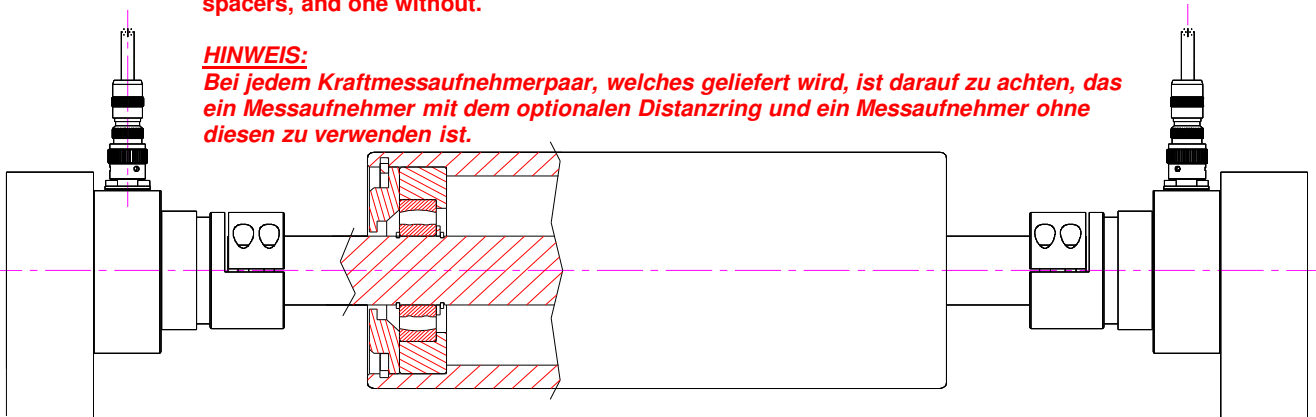 spacers, and one without.
HINWEIS:
Bei jedem Kraftmessaufnehmerpaar, welches geliefert wird, ist darauf zu achten, das
ein Messaufnehmer mit dem optionalen Distanzring und ein Messaufnehmer ohne
diesen zu verwenden ist.